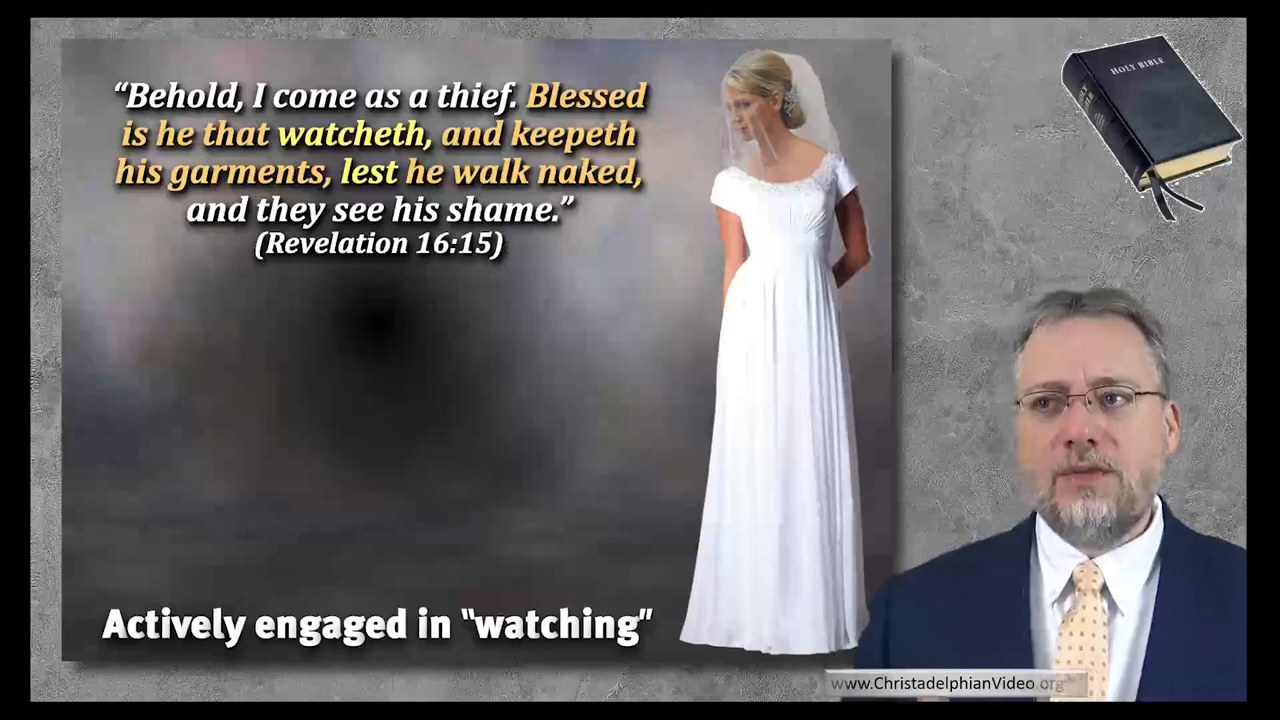 “Behold, I come as a thief. Blessed
is he that watcheth, and keepeth
his garments, lest he walk naked,
and they see his shame.”
(Revelation 16:15)
HOLY BIBLE
Actively engaged in "watching"
www.ChristadelphianVideo.org